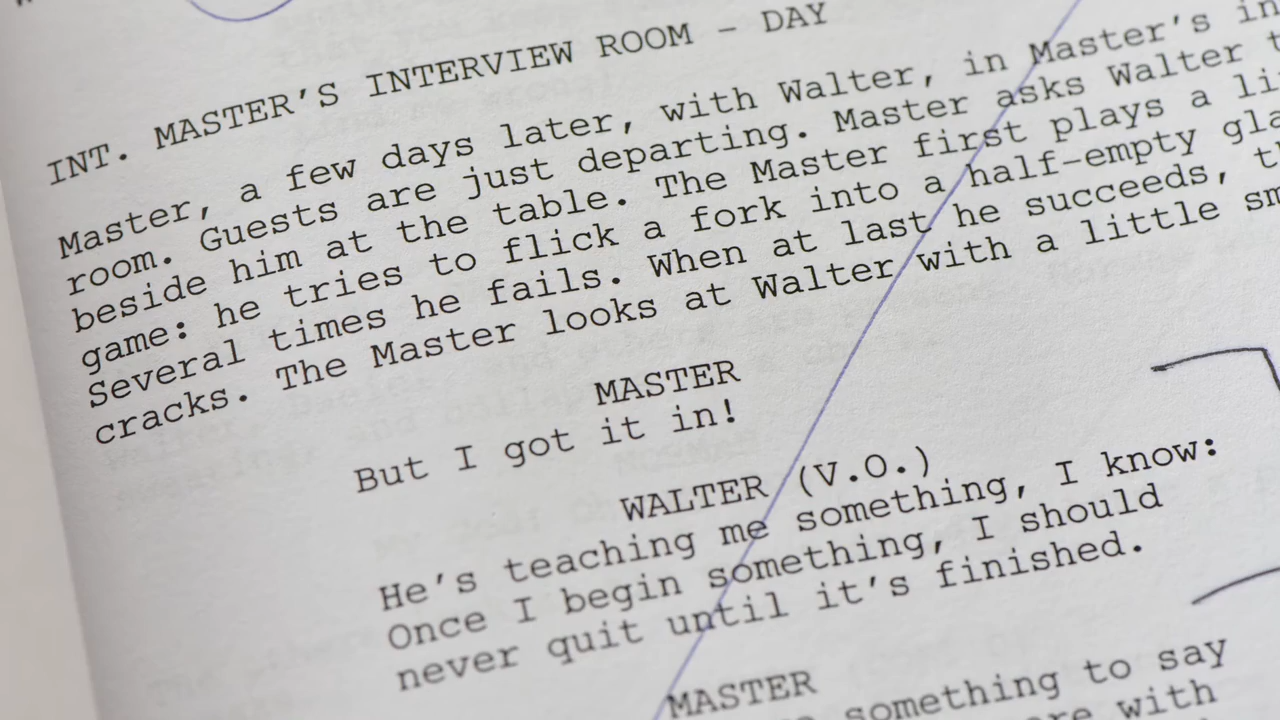 INT. MASTER'S INTERVIEW ROOM - DAY
Master, a few days later, with Walter, in Master's
room. Guests are just departing. Master asks Walter
beside him at the table. The Master first plays a
game: he tries to flick a fork into a half-empty
Several times he fails. When at last he succeeds,
cracks. The Master looks at Walter with a little
MASTER
But I got it in!
WALTER (V.O.)
He's teaching me something, I know:
Once I begin something, I should
never quit until it's finished.
MASTER
something to say
with